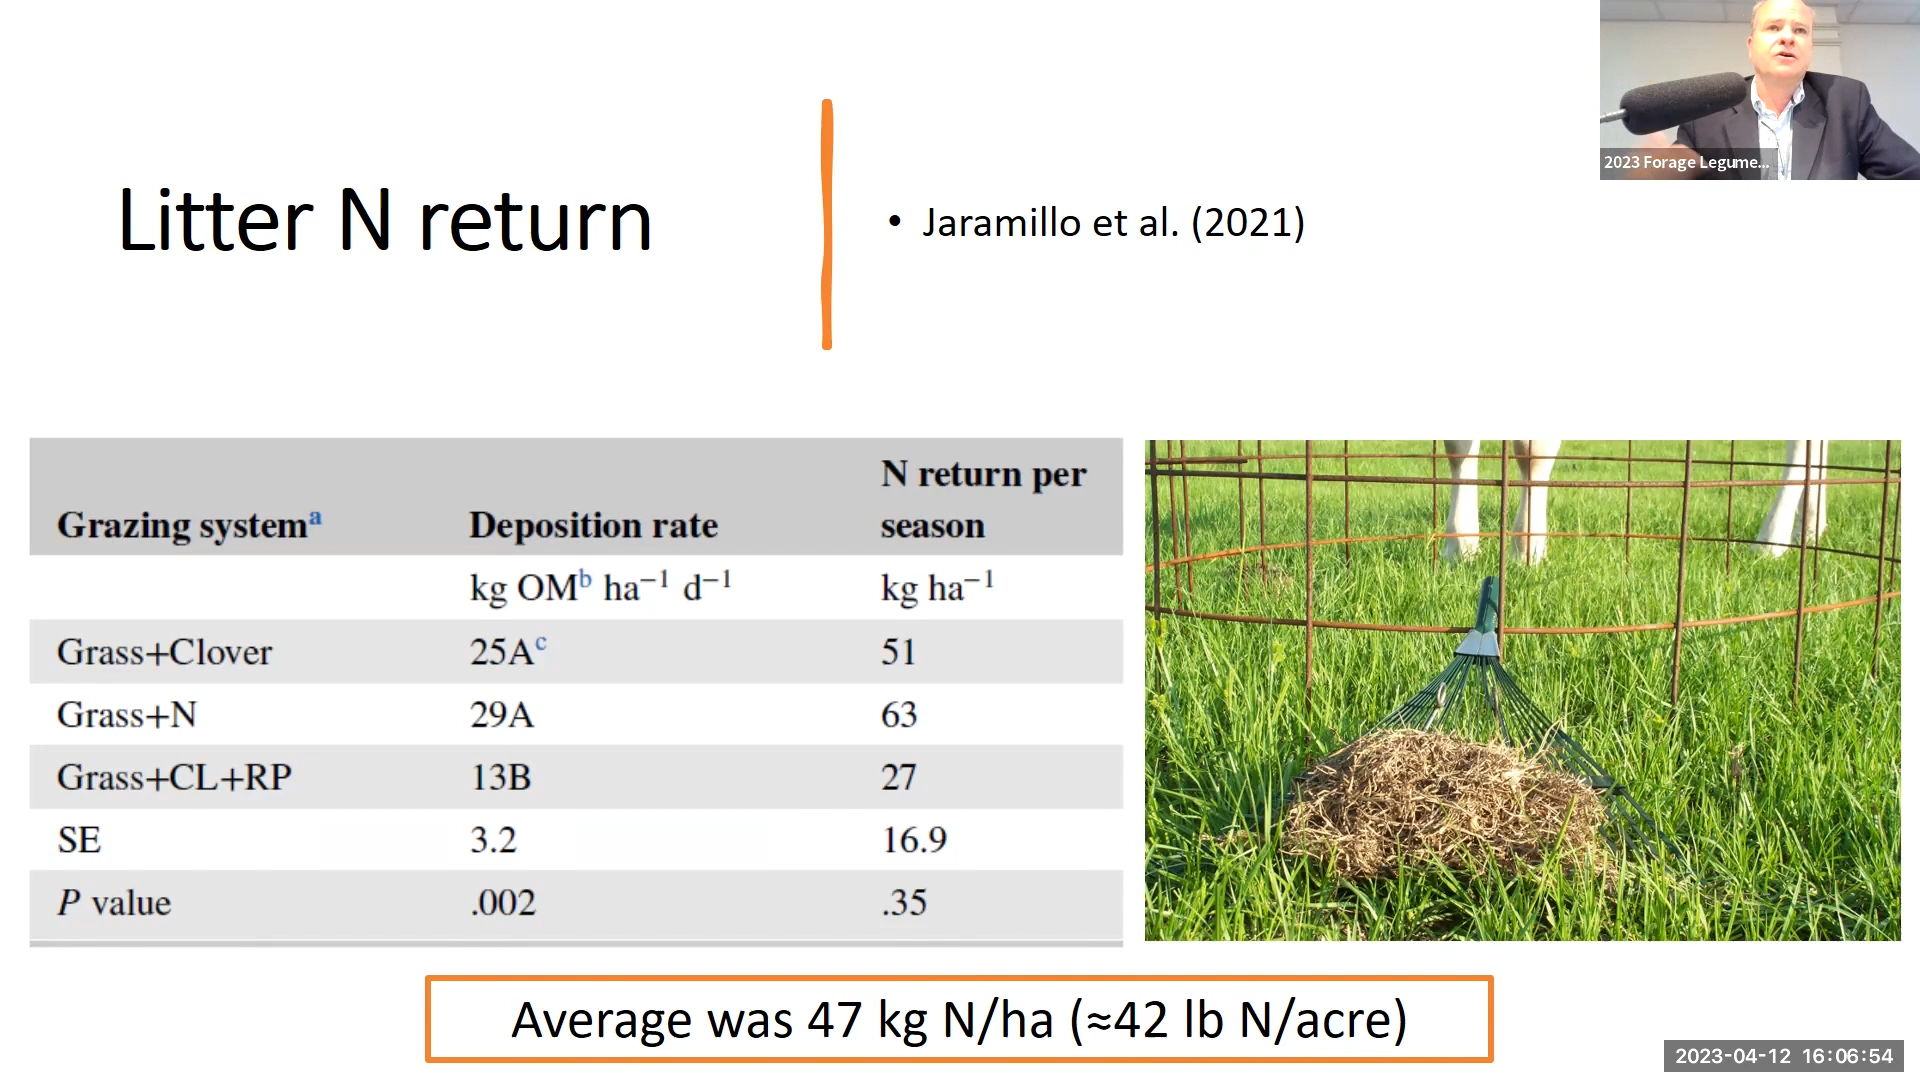 2023 Forage Legume...
Litter N return
• Jaramillo et al. (2021)
Grazing systemᵃ Deposition rate N return per season
kg OMᵇ ha⁻¹ d⁻¹ kg ha⁻¹
Grass+Clover 25Aᶜ 51
Grass+N 29A 63
Grass+CL+RP 13B 27
SE 3.2 16.9
P value .002 .35
Average was 47 kg N/ha (≈42 lb N/acre)
2023-04-12 16:06:54